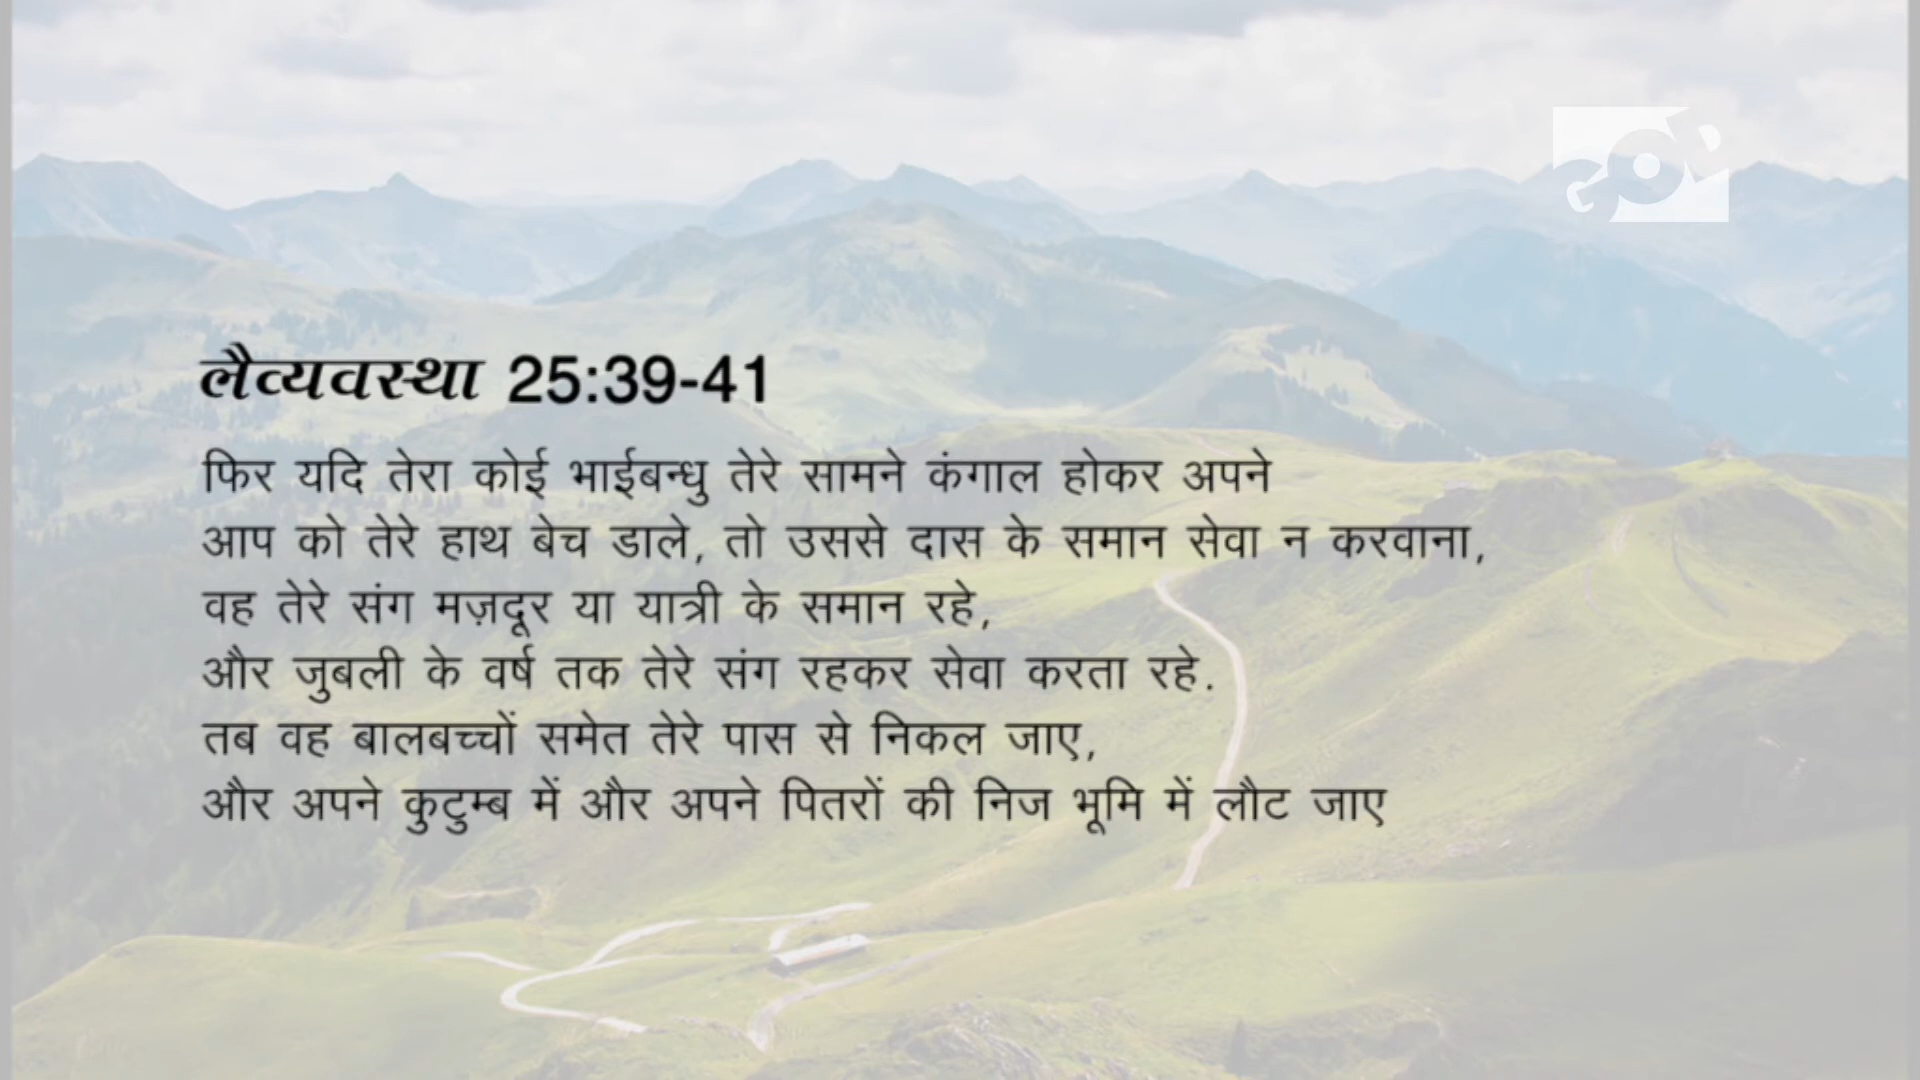 लैव्यवस्था 25:39-41
फिर यदि तेरा कोई भाईबन्धु तेरे सामने कंगाल होकर अपने
आप को तेरे हाथ बेच डाले, तो उससे दास के समान सेवा न करवाना,
वह तेरे संग मज़दूर या यात्री के समान रहे,
और जुबली के वर्ष तक तेरे संग रहकर सेवा करता रहे.
तब वह बालबच्चों समेत तेरे पास से निकल जाए,
और अपने कुटुम्ब में और अपने पितरों की निज भूमि में लौट जाए